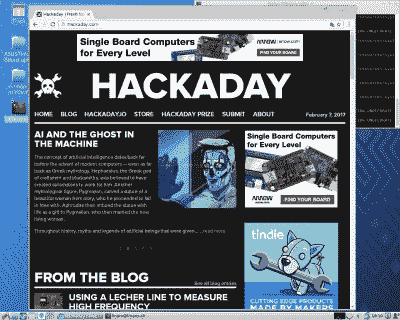 Hackaday | Fresh ha
hackaday.com
Single Board Computers
for Every Level
ARROW arrow.com
FIND YOUR BOARD
HACKADAY
HOME BLOG HACKADAY.IO STORE HACKADAY PRIZE SUBMIT ABOUT
February 7, 2017
AI AND THE GHOST IN
THE MACHINE
The concept of artificial intelligence dates back far
before the advent of modern computers — even as far
back as Greek mythology. Hephaestus, the Greek god
of craftsmen and blacksmiths, was believed to have
created automatons to work for him. Another
mythological figure, Pygmalion, carved a statue of a
beautiful woman from ivory, who he proceeded to fall
in love with. Aphrodite then imbued the statue with
life as a gift to Pygmalion, who then married the now
living woman.
Throughout history, myths and legends of artificial beings that were given … read more
Single Board Computers
for Every Level
ARROW
FIND YOUR BOARD
tindie
CUTTING EDGE PRODUCTS
MADE BY MAKERS
FROM THE BLOG
See all blog entries
USING A LECHER LINE TO MEASURE
HIGH FREQUENCY